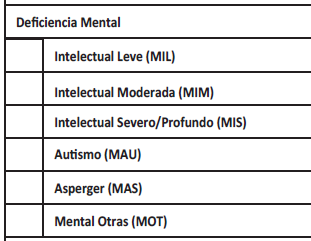 Deficiencia Mental
Intelectual Leve (MIL)
Intelectual Moderada (MIM)
Intelectual Severo/Profundo (MIS)
Autismo (MAU)
Asperger (MAS)
Mental Otras (MOT)